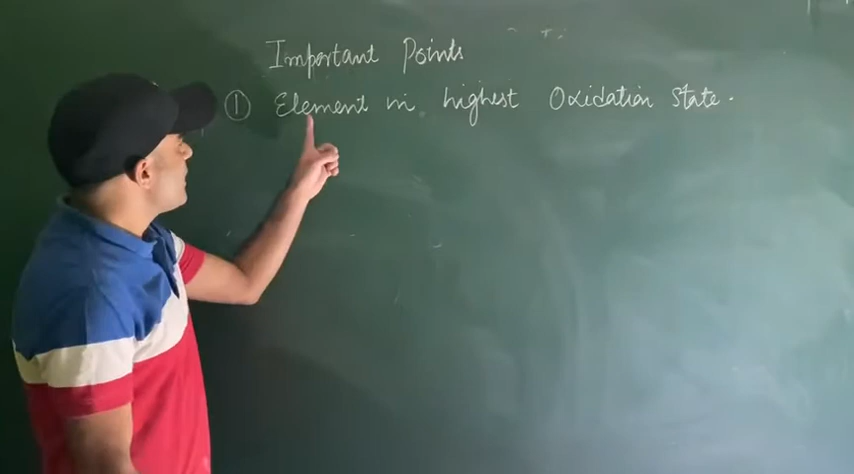 Important Points
① Element in highest Oxidation State.